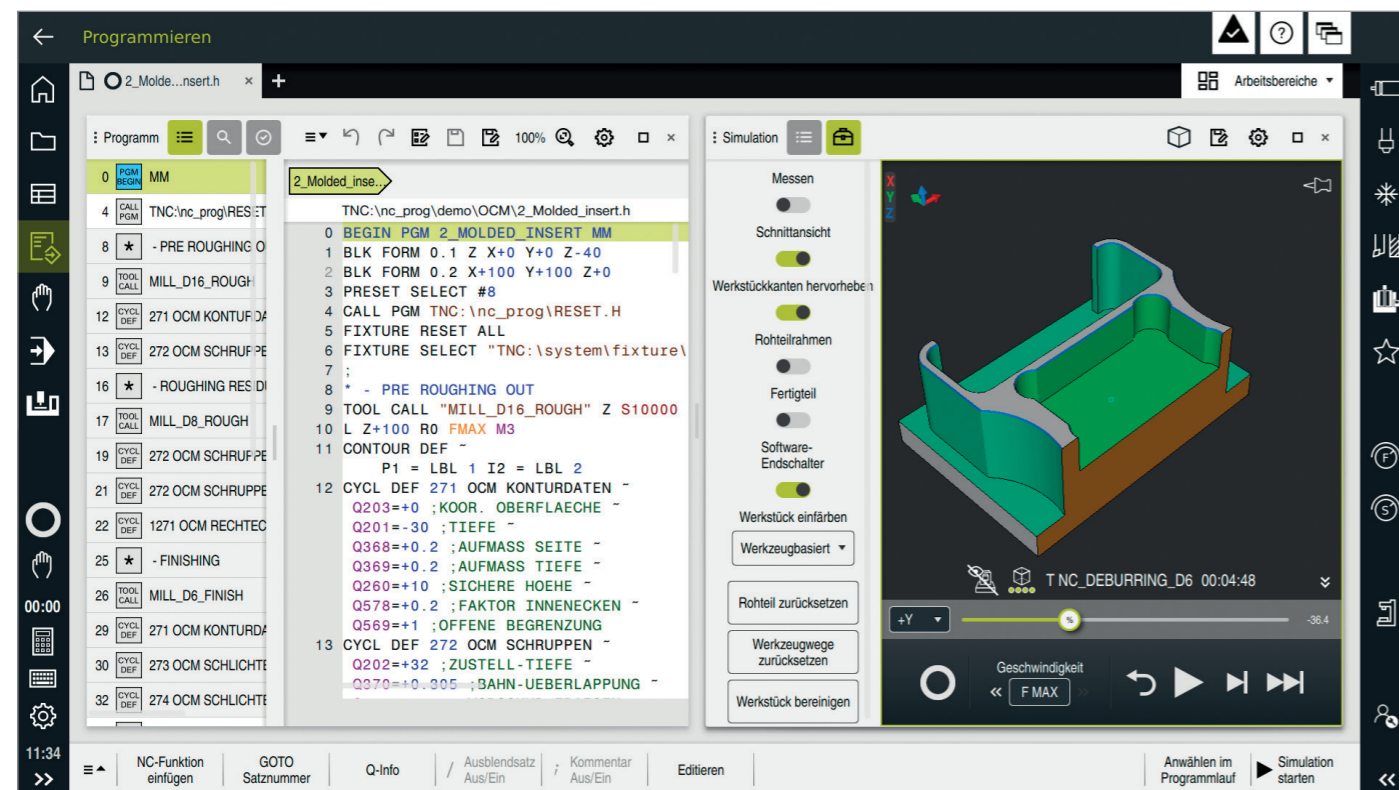 Programmieren
2_Molde...nsert.h × +
Arbeitsbereiche
Programm
100%
0 PGM BEGIN MM
4 CALL PGM TNC:\nc_prog\RESET
8 * - PRE ROUGHING
9 TOOL CALL MILL_D16_ROUGH
12 CYCL DEF 271 OCM
13 CYCL DEF 272 OCM
16 * - ROUGHING
17 TOOL CALL MILL_D8_ROUGH
19 CYCL DEF 272 OCM
21 CYCL DEF 272 OCM SCHRUPPE
22 CYCL DEF 1271 OCM RECHTEC
25 * - FINISHING
26 TOOL CALL MILL_D6_FINISH
29 CYCL DEF 271 OCM KONTURDA
30 CYCL DEF 273 OCM SCHLICHTE
32 CYCL DEF 274 OCM SCHLICHTE
2_Molded_inse...
TNC:\nc_prog\demo\OCM\2_Molded_insert.h
0 BEGIN PGM 2_MOLDED_INSERT MM
1 BLK FORM 0.1 Z X+0 Y+0 Z-40
2 BLK FORM 0.2 X+100 Y+100 Z+0
3 PRESET SELECT #8
4 CALL PGM TNC:\nc_prog\RESET.H
5 FIXTURE RESET ALL
6 FIXTURE SELECT "TNC:\system\fixture\
7 ;
8 * - PRE ROUGHING OUT
9 TOOL CALL "MILL_D16_ROUGH" Z S10000
10 L Z+100 R0 FMAX M3
11 CONTOUR DEF ~
P1 = LBL 1 I2 = LBL 2
12 CYCL DEF 271 OCM KONTURDATEN ~
Q203=+0 ;KOOR. OBERFLAECHE ~
Q201=-30 ;TIEFE ~
Q368=+0.2 ;AUFMASS SEITE ~
Q369=+0.2 ;AUFMASS TIEFE ~
Q260=+10 ;SICHERE HOEHE ~
Q578=+0.2 ;FAKTOR INNENECKEN ~
Q569=+1 ;OFFENE BEGRENZUNG
13 CYCL DEF 272 OCM SCHRUPPEN ~
Q202=+32 ;ZUSTELL-TIEFE ~
Q370=+0.305 ;BAHN-UEBERLAPPUNG ~
Simulation
Messen
Schnittansicht
Werkstückkanten hervorheben
Rohteilrahmen
Fertigteil
Software-
Endschalter
Werkstück einfärben
Werkzeugbasiert
Rohteil zurücksetzen
Werkzeugwege
zurücksetzen
Werkstück bereinigen
X
Y
Z
T NC_DEBURRING_D6 00:04:48
+Y % -36.4
Geschwindigkeit
« F MAX »
F
S
00:00
11:34
NC-Funktion
einfügen
GOTO
Satznummer
Q-Info
/ Ausblendsatz
Aus/Ein
; Kommentar
Aus/Ein
Editieren
Anwählen im
Programmlauf
Simulation
starten